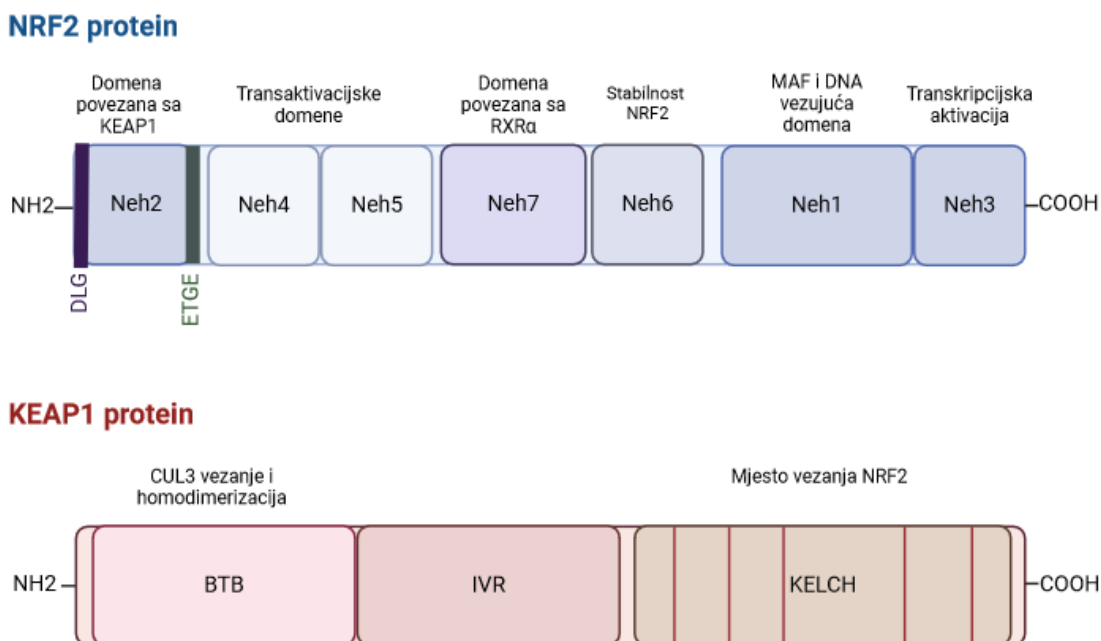 NRF2 protein
Domena
povezana sa
KEAP1
Transaktivacijske
domene
Domena
povezana sa
RXRα
Stabilnost
NRF2
MAF i DNA
vezujuća
domena
Transkripcijska
aktivacija
NH2
Neh2
Neh4
Neh5
Neh7
Neh6
Neh1
Neh3
COOH
DLG
ETGE
KEAP1 protein
CUL3 vezanje i
homodimerizacija
Mjesto vezanja NRF2
NH2
BTB
IVR
KELCH
COOH